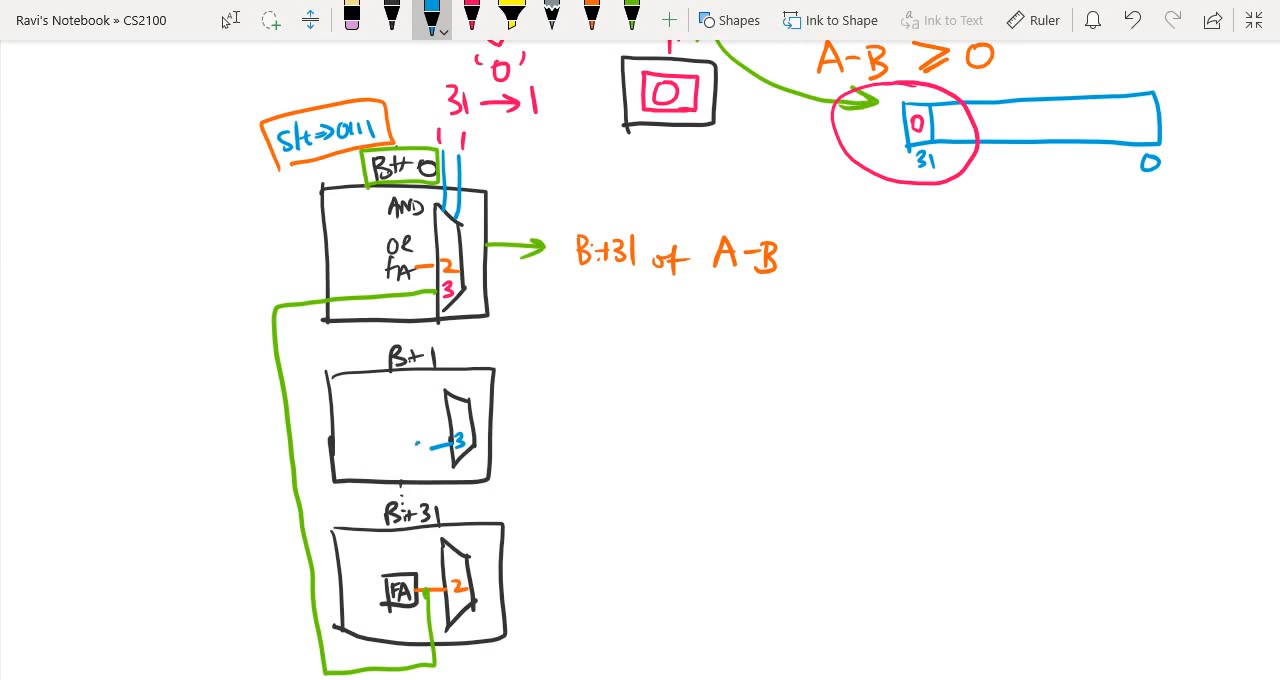 Ravi's Notebook » CS2100
Shapes
Ink to Shape
Ink to Text
Ruler
'0'
31 → 1
0
A-B ⩾ 0
0
31
0
slt ⇒ 0111
1 1
Bit 0
AND
OR
FA 2
3
Bit 31 of A-B
Bit 1
3
Bit 31
FA 2